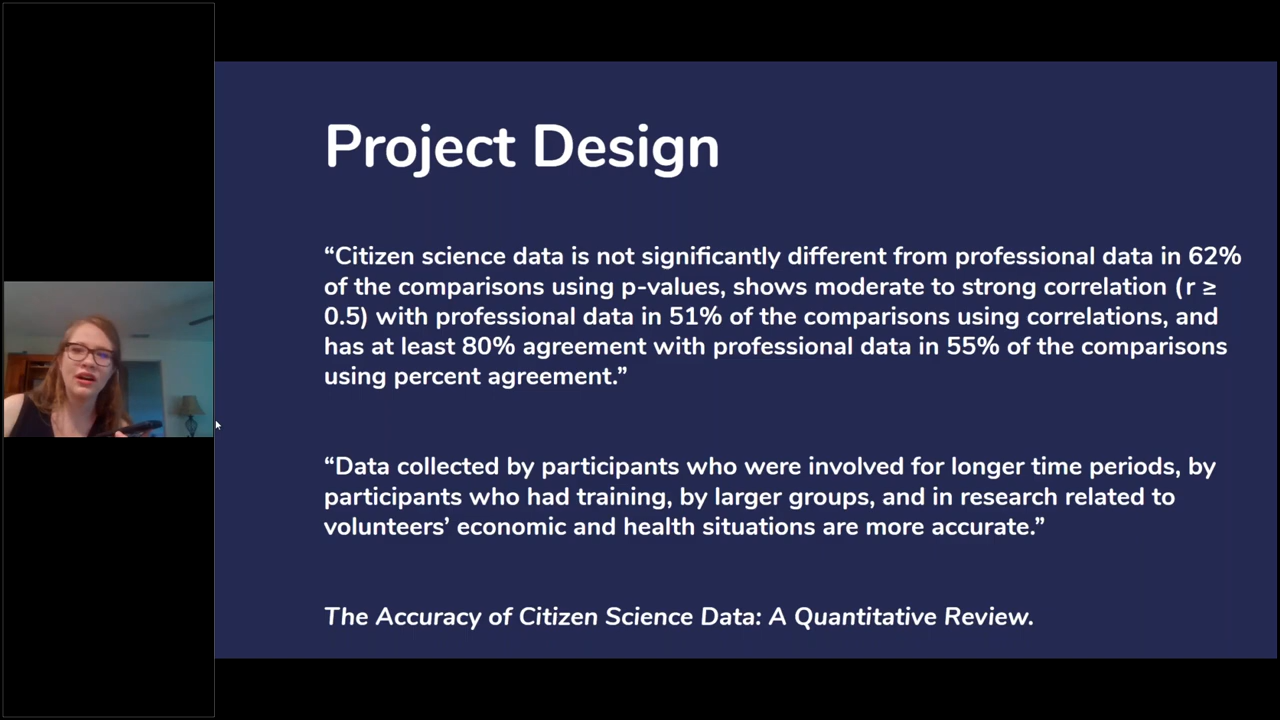 Project Design
“Citizen science data is not significantly different from professional data in 62%
of the comparisons using p-values, shows moderate to strong correlation (r ≥
0.5) with professional data in 51% of the comparisons using correlations, and
has at least 80% agreement with professional data in 55% of the comparisons
using percent agreement.”
“Data collected by participants who were involved for longer time periods, by
participants who had training, by larger groups, and in research related to
volunteers’ economic and health situations are more accurate.”
The Accuracy of Citizen Science Data: A Quantitative Review.